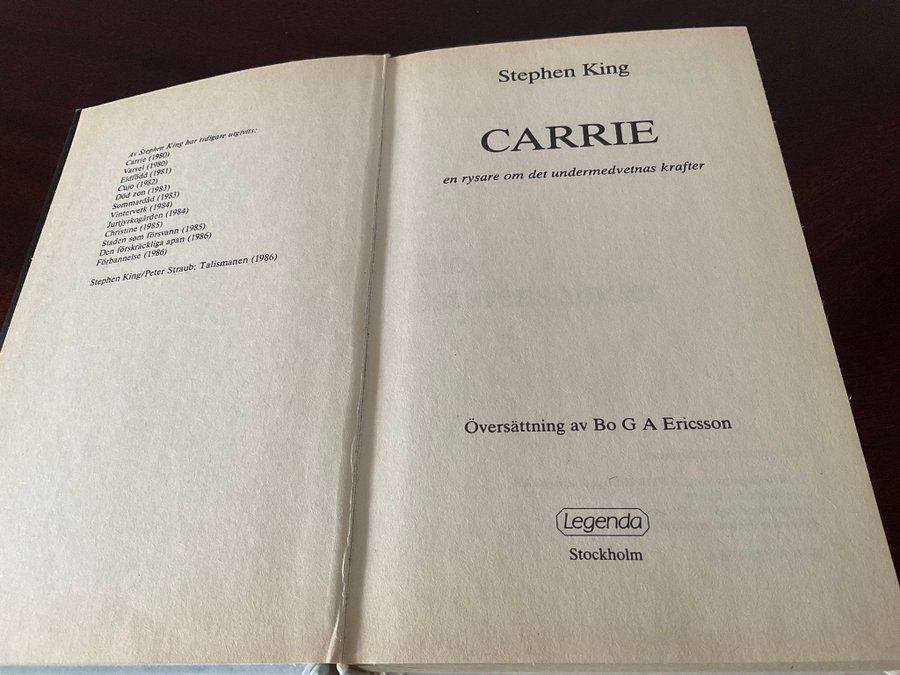 Av Stephen King har tidigare utgivits:
Carrie (1980)
Varsel (1980)
Eldfödd (1981)
Cujo (1982)
Död zon (1983)
Sommardåd (1983)
Vinterverk (1984)
Jurtjyrkogården (1984)
Christine (1985)
Staden som försvann (1985)
Den förskräckliga apan (1986)
Förbannelse (1986)
Stephen King/Peter Straub; Talismanen (1986)
Stephen King
CARRIE
en rysare om det undermedvetnas krafter
Översättning av Bo G A Ericsson
Legenda
Stockholm